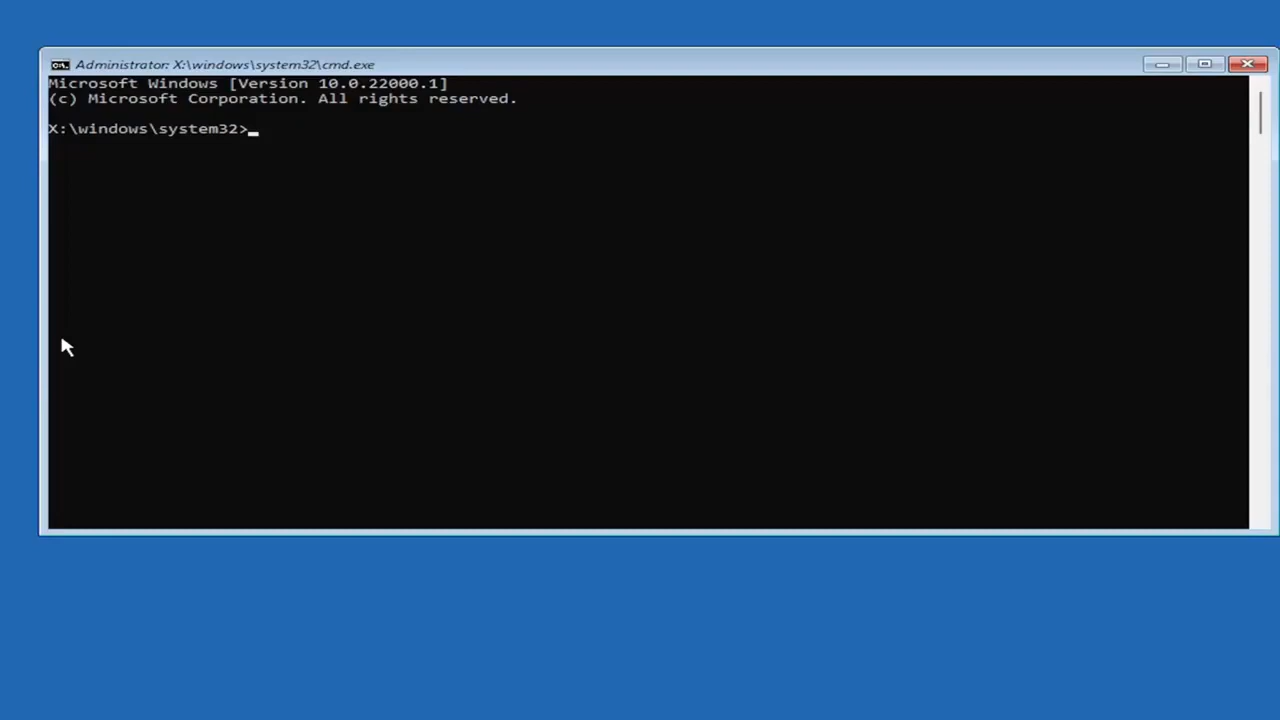 Administrator: X:\windows\system32\cmd.exe
Microsoft Windows [Version 10.0.22000.1]
(c) Microsoft Corporation. All rights reserved.
X:\windows\system32>